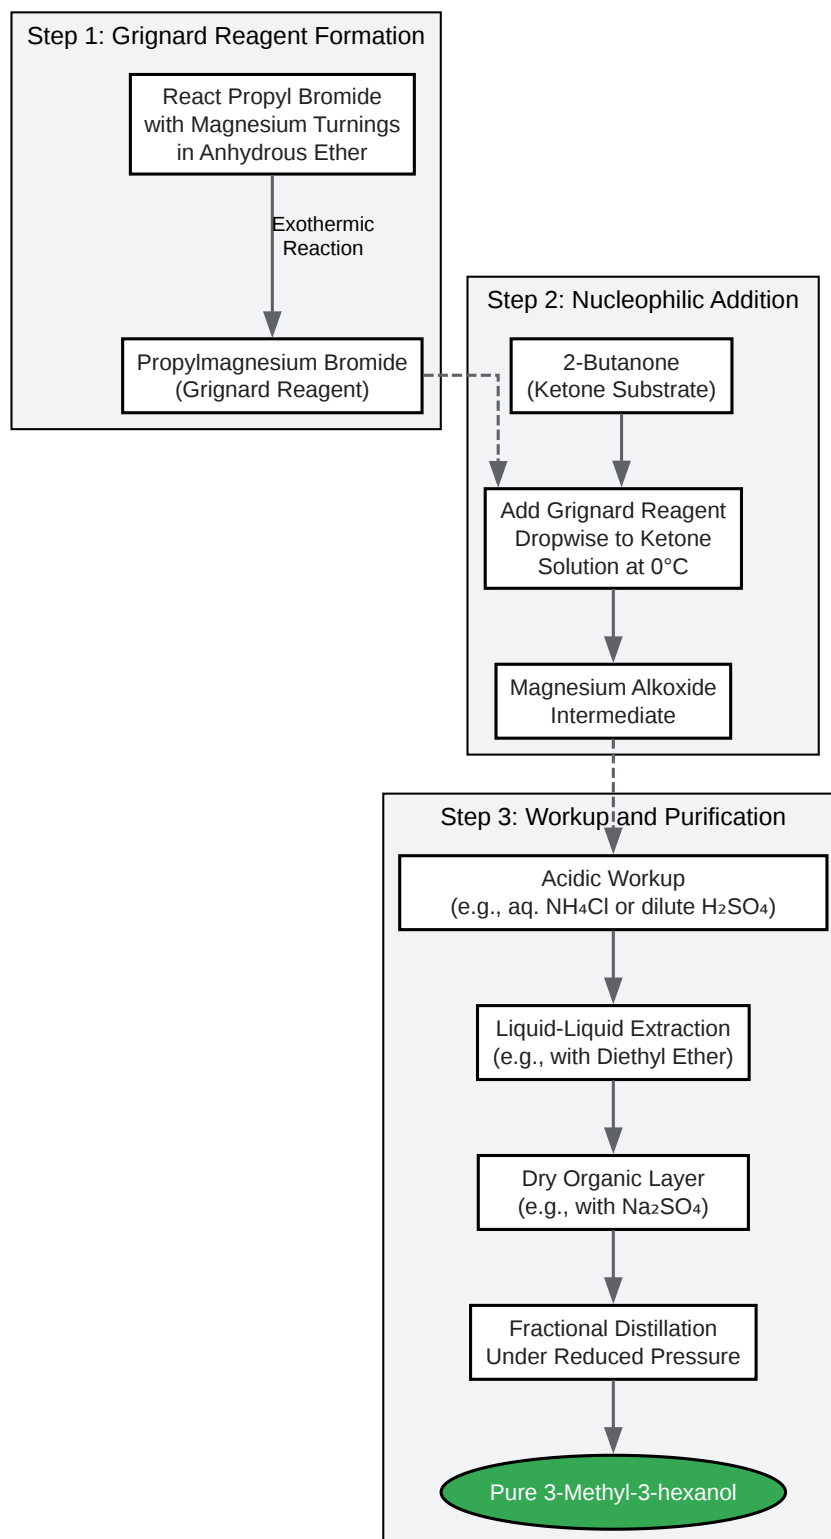 Step 1: Grignard Reagent Formation
React Propyl Bromide
with Magnesium Turnings
in Anhydrous Ether
Exothermic
Reaction
Propylmagnesium Bromide
(Grignard Reagent)
Step 2: Nucleophilic Addition
2-Butanone
(Ketone Substrate)
Add Grignard Reagent
Dropwise to Ketone
Solution at 0°C
Magnesium Alkoxide
Intermediate
Step 3: Workup and Purification
Acidic Workup
(e.g., aq. NH₄Cl or dilute H₂SO₄)
Liquid-Liquid Extraction
(e.g., with Diethyl Ether)
Dry Organic Layer
(e.g., with Na₂SO₄)
Fractional Distillation
Under Reduced Pressure
Pure 3-Methyl-3-hexanol